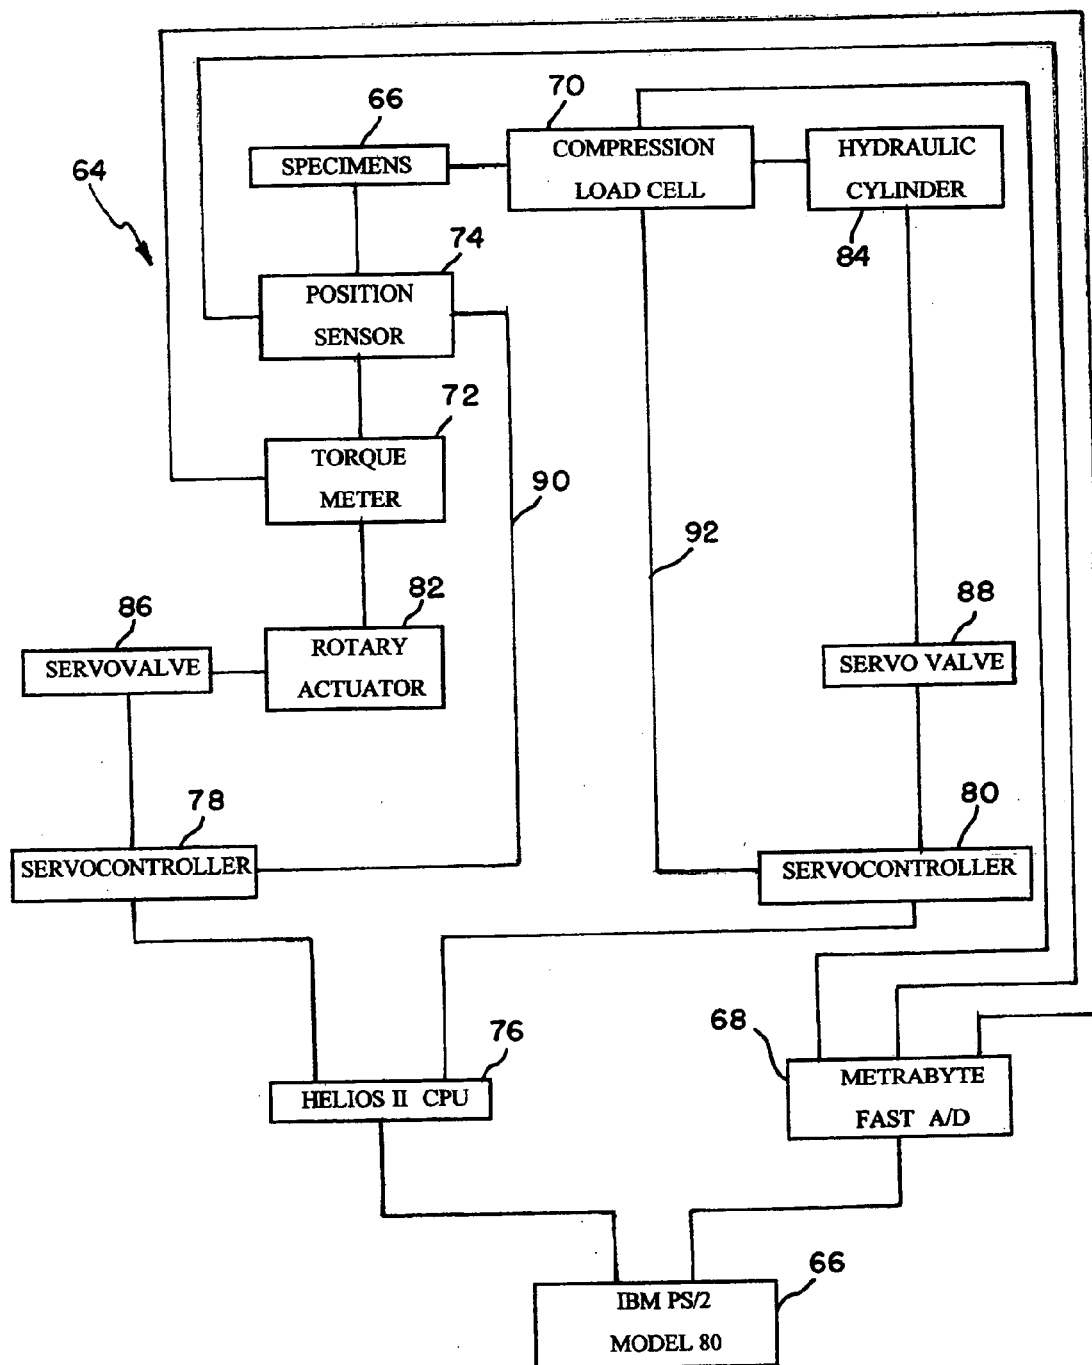 66
70
SPECIMENS
COMPRESSION
LOAD CELL
HYDRAULIC
CYLINDER
64
84
74
POSITION
SENSOR
72
TORQUE
METER
90
92
86
82
88
SERVOVALVE
ROTARY
ACTUATOR
SERVO VALVE
78
80
SERVOCONTROLLER
SERVOCONTROLLER
76
68
HELIOS II CPU
METRABYTE
FAST A/D
66
IBM PS/2
MODEL 80